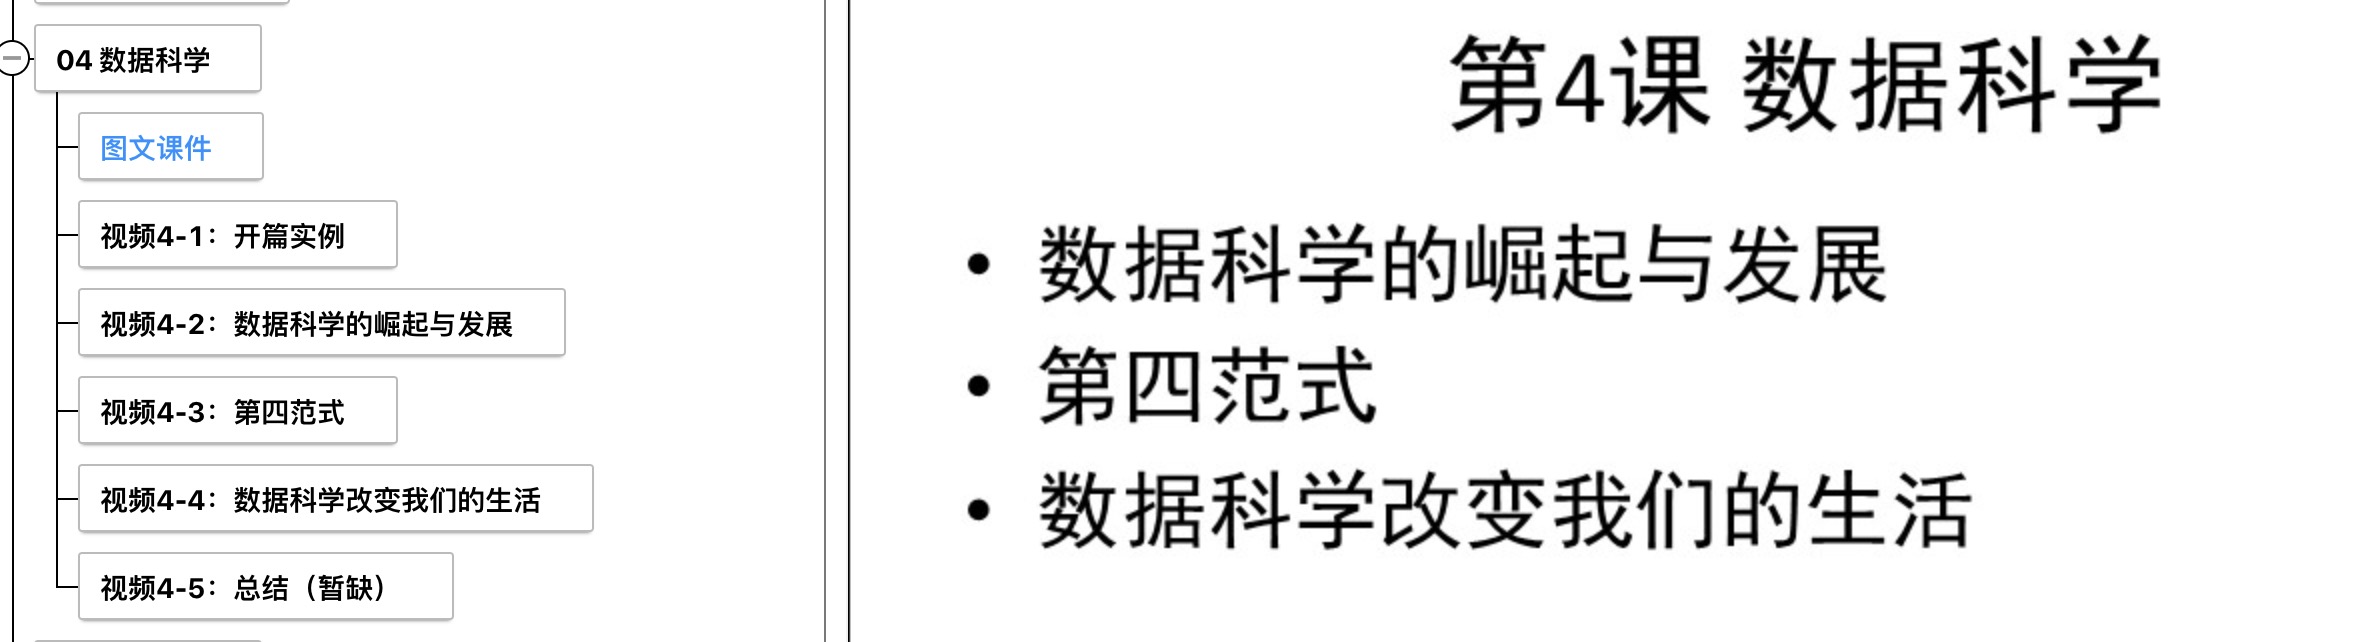 04 数据科学
图文课件
视频4-1：开篇实例
视频4-2：数据科学的崛起与发展
视频4-3：第四范式
视频4-4：数据科学改变我们的生活
视频4-5：总结（暂缺）
第4课 数据科学
• 数据科学的崛起与发展
• 第四范式
• 数据科学改变我们的生活